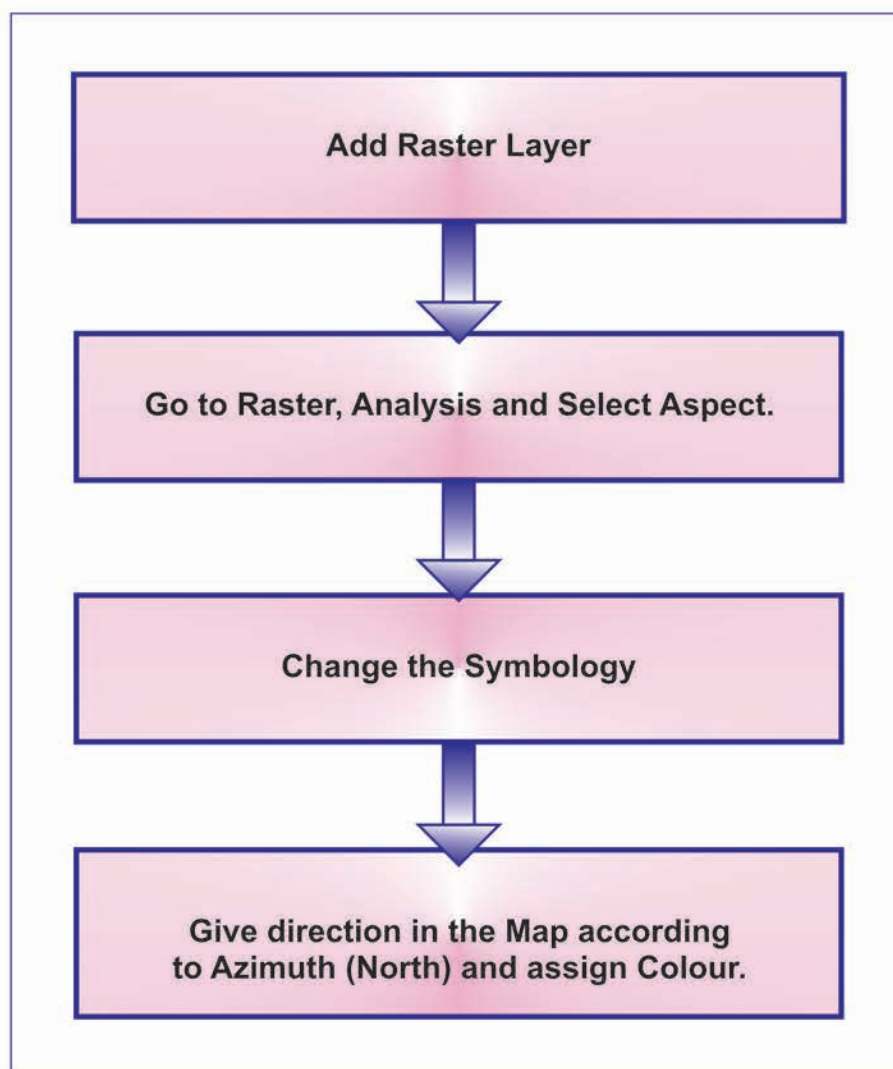 Add Raster Layer
Go to Raster, Analysis and Select Aspect.
Change the Symbology
Give direction in the Map according
to Azimuth (North) and assign Colour.